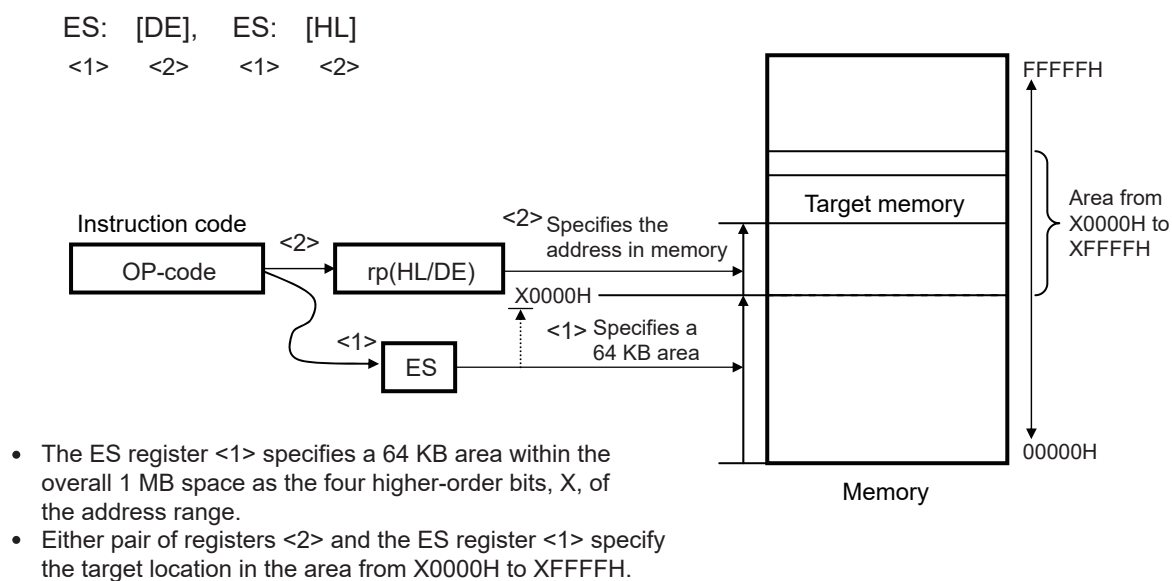 ES: [DE], ES: [HL]
<1> <2> <1> <2>
FFFFFH
Target memory
Area from
X0000H to
XFFFFH
Instruction code
OP-code
<2>
rp(HL/DE)
<2> Specifies the
address in memory
X0000H
<1> Specifies a
64 KB area
<1>
ES
00000H
Memory
• The ES register <1> specifies a 64 KB area within the
overall 1 MB space as the four higher-order bits, X, of
the address range.
• Either pair of registers <2> and the ES register <1> specify
the target location in the area from X0000H to XFFFFH.